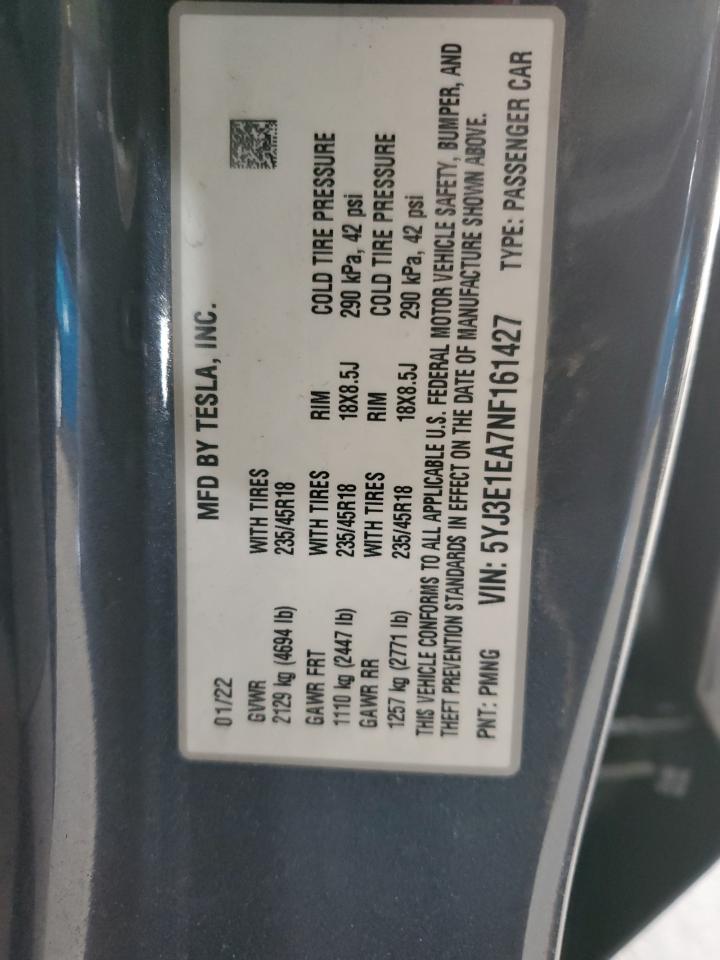 01/22 MFD BY TESLA, INC.
GVWR WITH TIRES
2129 kg (4694 lb) 235/45R18
GAWR FRT WITH TIRES RIM COLD TIRE PRESSURE
1110 kg (2447 lb) 235/45R18 18X8.5J 290 kPa, 42 psi
GAWR RR WITH TIRES RIM COLD TIRE PRESSURE
1257 kg (2771 lb) 235/45R18 18X8.5J 290 kPa, 42 psi
THIS VEHICLE CONFORMS TO ALL APPLICABLE U.S. FEDERAL MOTOR VEHICLE SAFETY, BUMPER, AND
THEFT PREVENTION STANDARDS IN EFFECT ON THE DATE OF MANUFACTURE SHOWN ABOVE.
PNT: PMNG VIN: 5YJ3E1EA7NF161427 TYPE: PASSENGER CAR